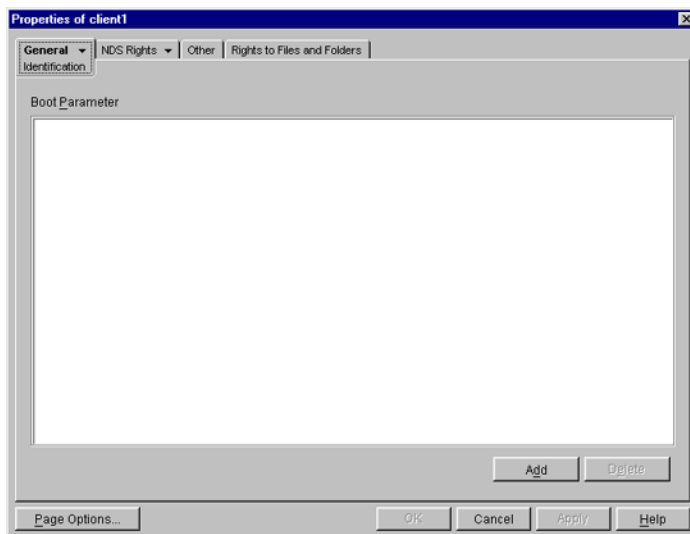 Properties of client1
General NDS Rights Other Rights to Files and Folders
Identification
Boot Parameter
Add Delete
Page Options... OK Cancel Apply Help